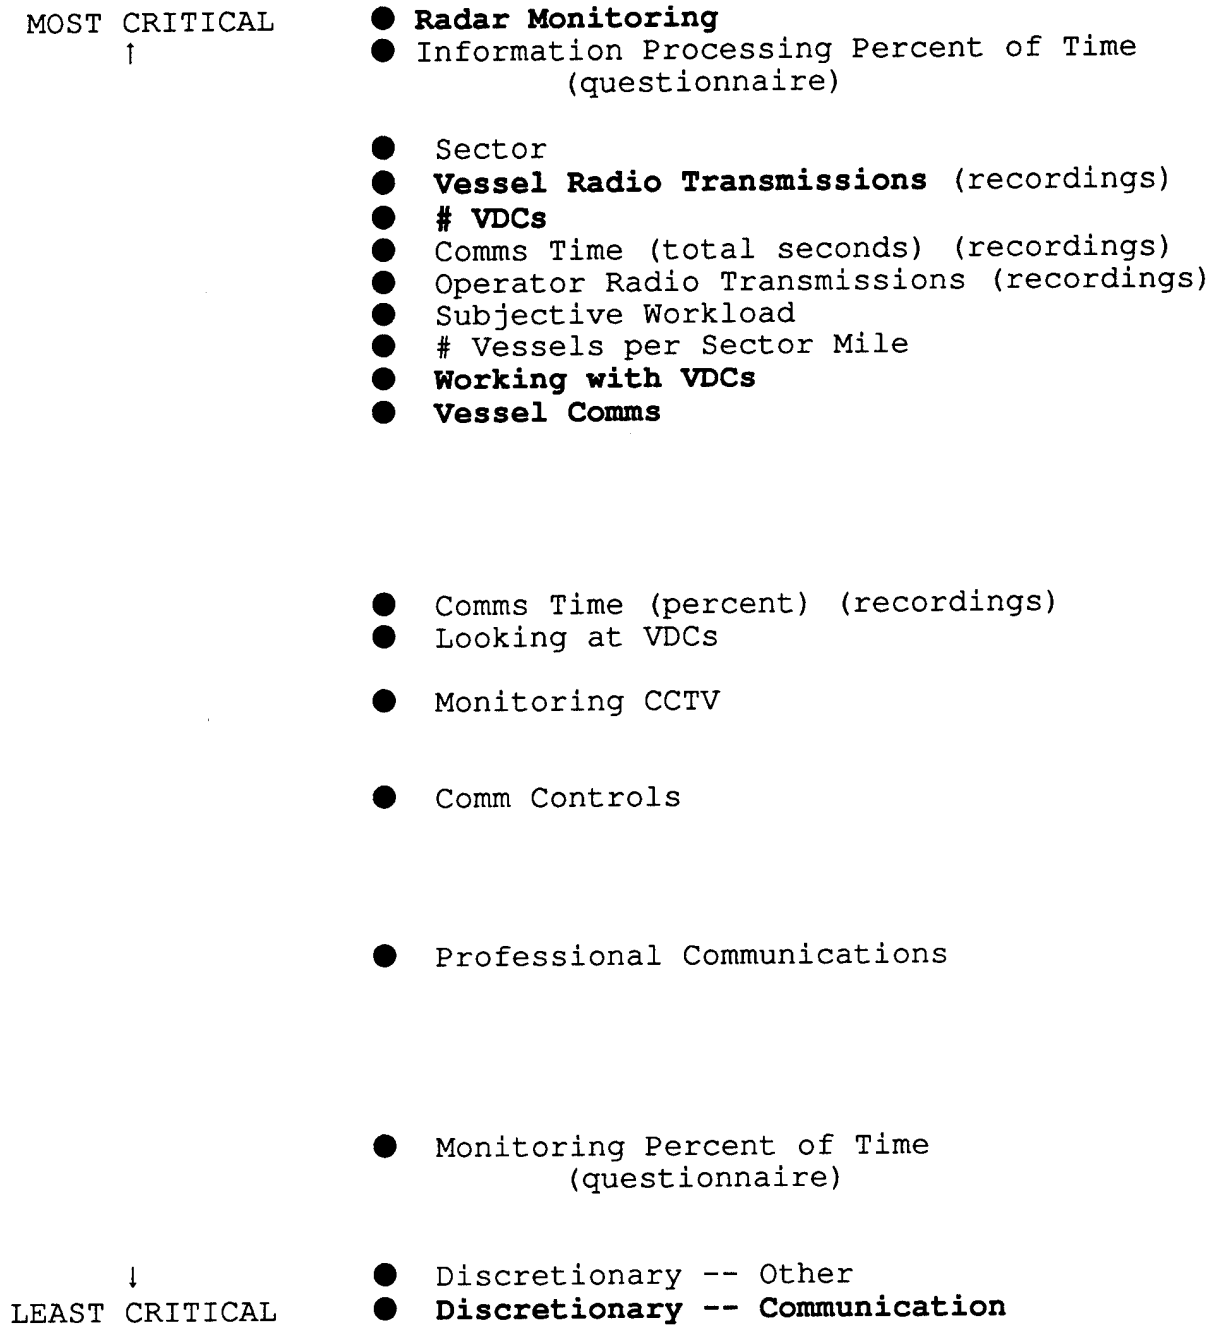 MOST CRITICAL ● Radar Monitoring
↑ ● Information Processing Percent of Time
(questionnaire)
● Sector
● Vessel Radio Transmissions (recordings)
● # VDCs
● Comms Time (total seconds) (recordings)
● Operator Radio Transmissions (recordings)
● Subjective Workload
● # Vessels per Sector Mile
● Working with VDCs
● Vessel Comms
● Comms Time (percent) (recordings)
● Looking at VDCs
● Monitoring CCTV
● Comm Controls
● Professional Communications
● Monitoring Percent of Time
(questionnaire)
↓ ● Discretionary -- Other
LEAST CRITICAL ● Discretionary -- Communication